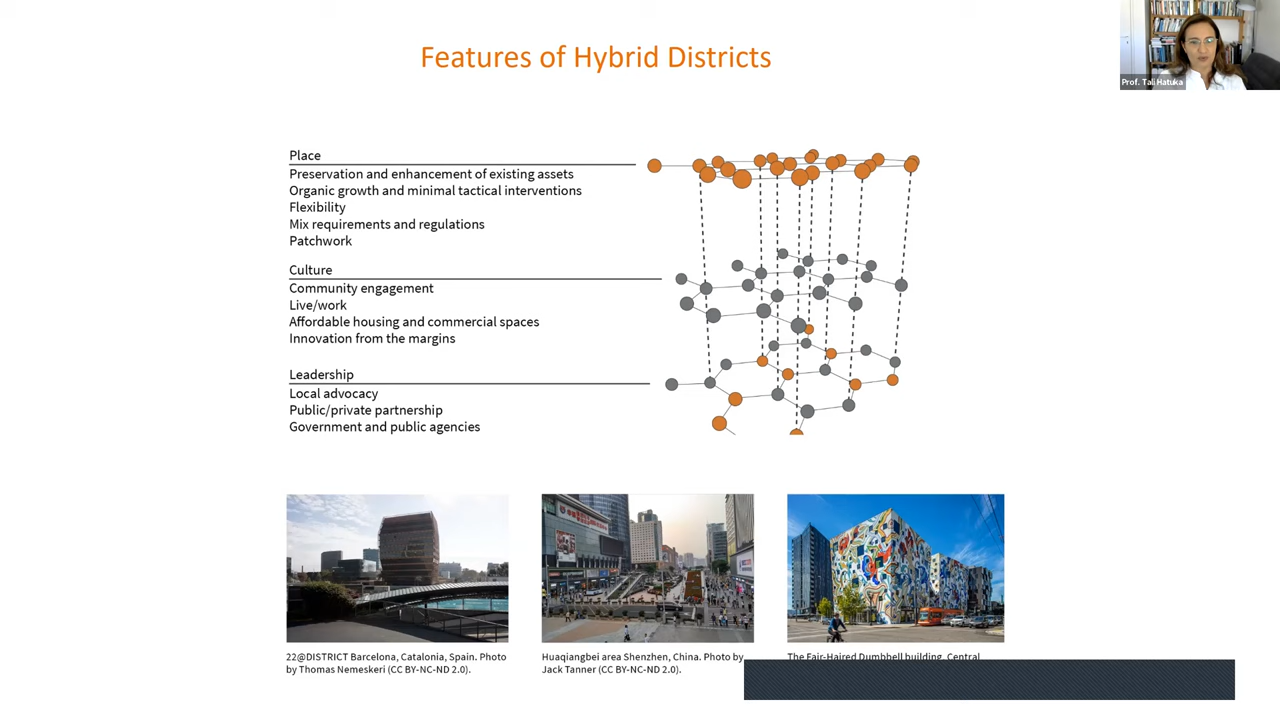 Features of Hybrid Districts
Prof. Tali Hatuka
Place
Preservation and enhancement of existing assets
Organic growth and minimal tactical interventions
Flexibility
Mix requirements and regulations
Patchwork
Culture
Community engagement
Live/work
Affordable housing and commercial spaces
Innovation from the margins
Leadership
Local advocacy
Public/private partnership
Government and public agencies
22@DISTRICT Barcelona, Catalonia, Spain. Photo
by Thomas Nemeskeri (CC BY-NC-ND 2.0).
Huaqiangbei area Shenzhen, China. Photo by
Jack Tanner (CC BY-NC-ND 2.0).
The Fair-Haired Dumbbell building, Central